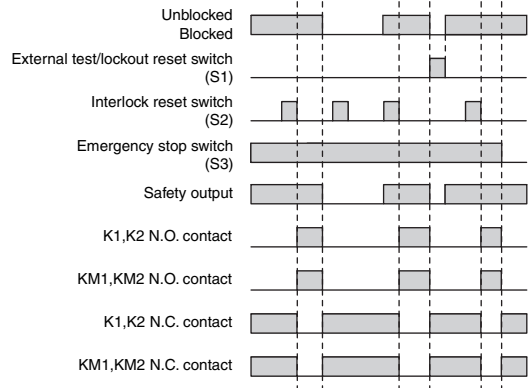 Unblocked
Blocked
External test/lockout reset switch
(S1)
Interlock reset switch
(S2)
Emergency stop switch
(S3)
Safety output
K1,K2 N.O. contact
KM1,KM2 N.O. contact
K1,K2 N.C. contact
KM1,KM2 N.C. contact